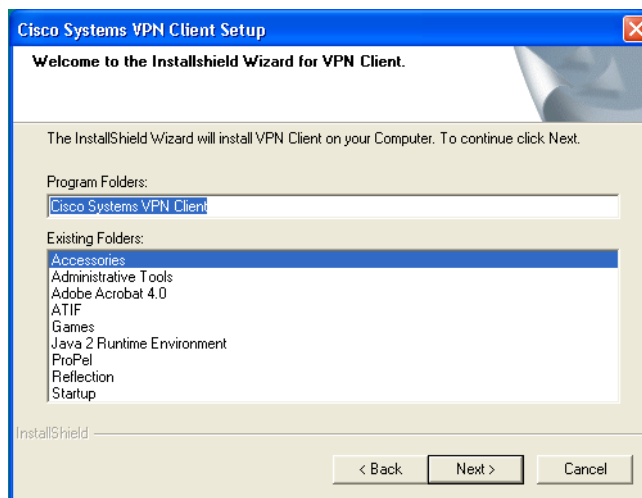 Cisco Systems VPN Client Setup
Welcome to the Installshield Wizard for VPN Client.
The InstallShield Wizard will install VPN Client on your Computer. To continue click Next.
Program Folders:
Cisco Systems VPN Client
Existing Folders:
Accessories
Administrative Tools
Adobe Acrobat 4.0
ATIF
Games
Java 2 Runtime Environment
ProPel
Reflection
Startup
InstallShield
< Back
Next >
Cancel